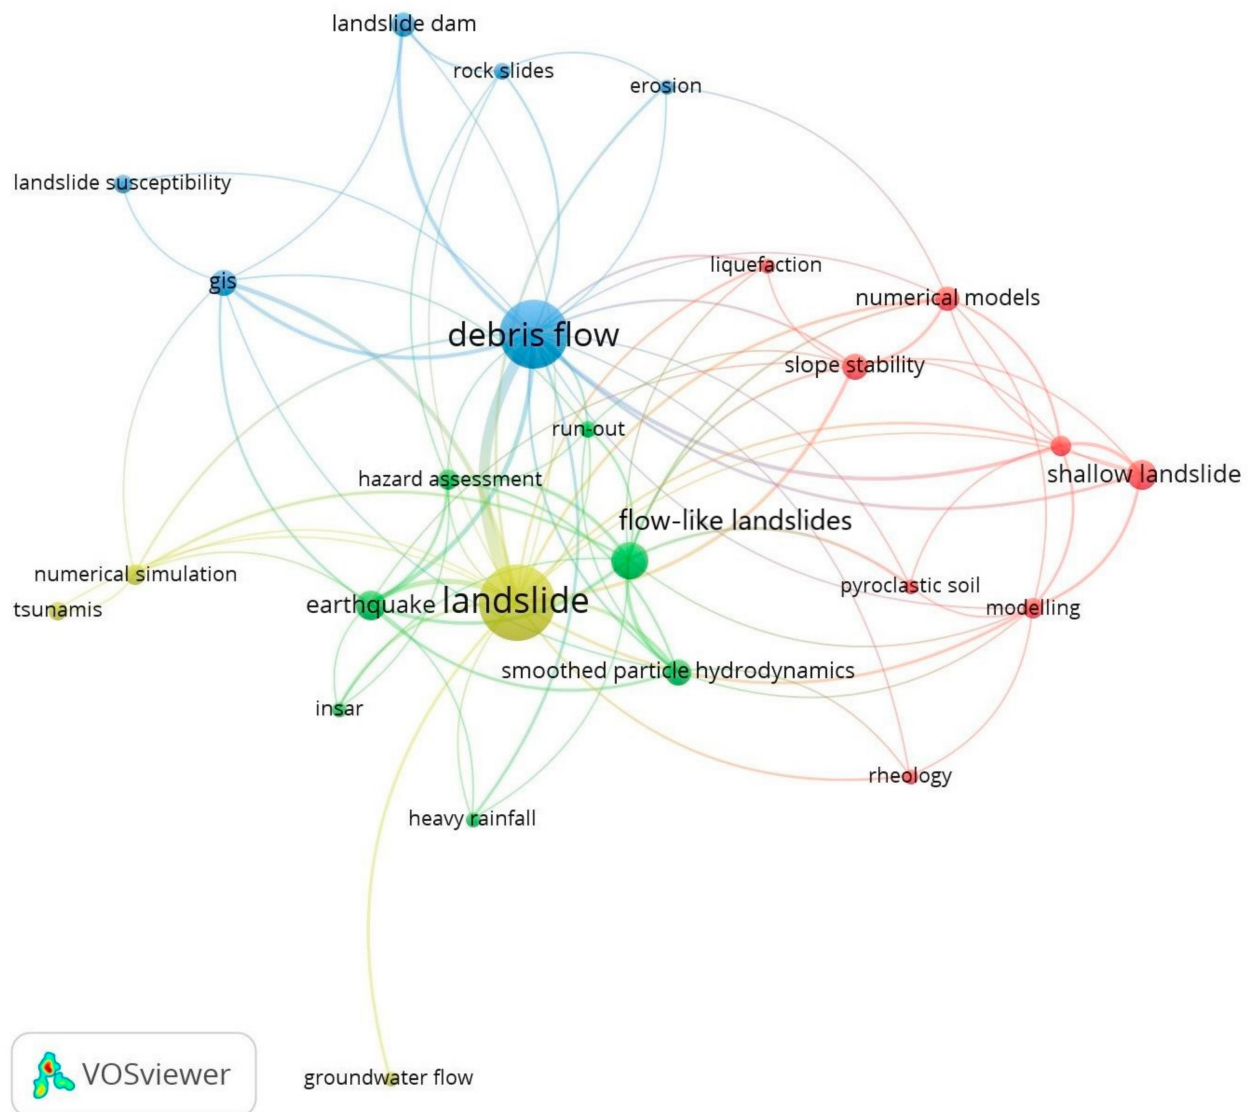 landslide dam
rock slides
erosion
landslide susceptibility
liquefaction
gis
numerical models
debris flow
slope stability
run-out
shallow landslide
hazard assessment
flow-like landslides
numerical simulation
pyroclastic soil
tsunamis
earthquake
landslide
modelling
smoothed particle hydrodynamics
insar
rheology
heavy rainfall
VOSviewer
groundwater flow